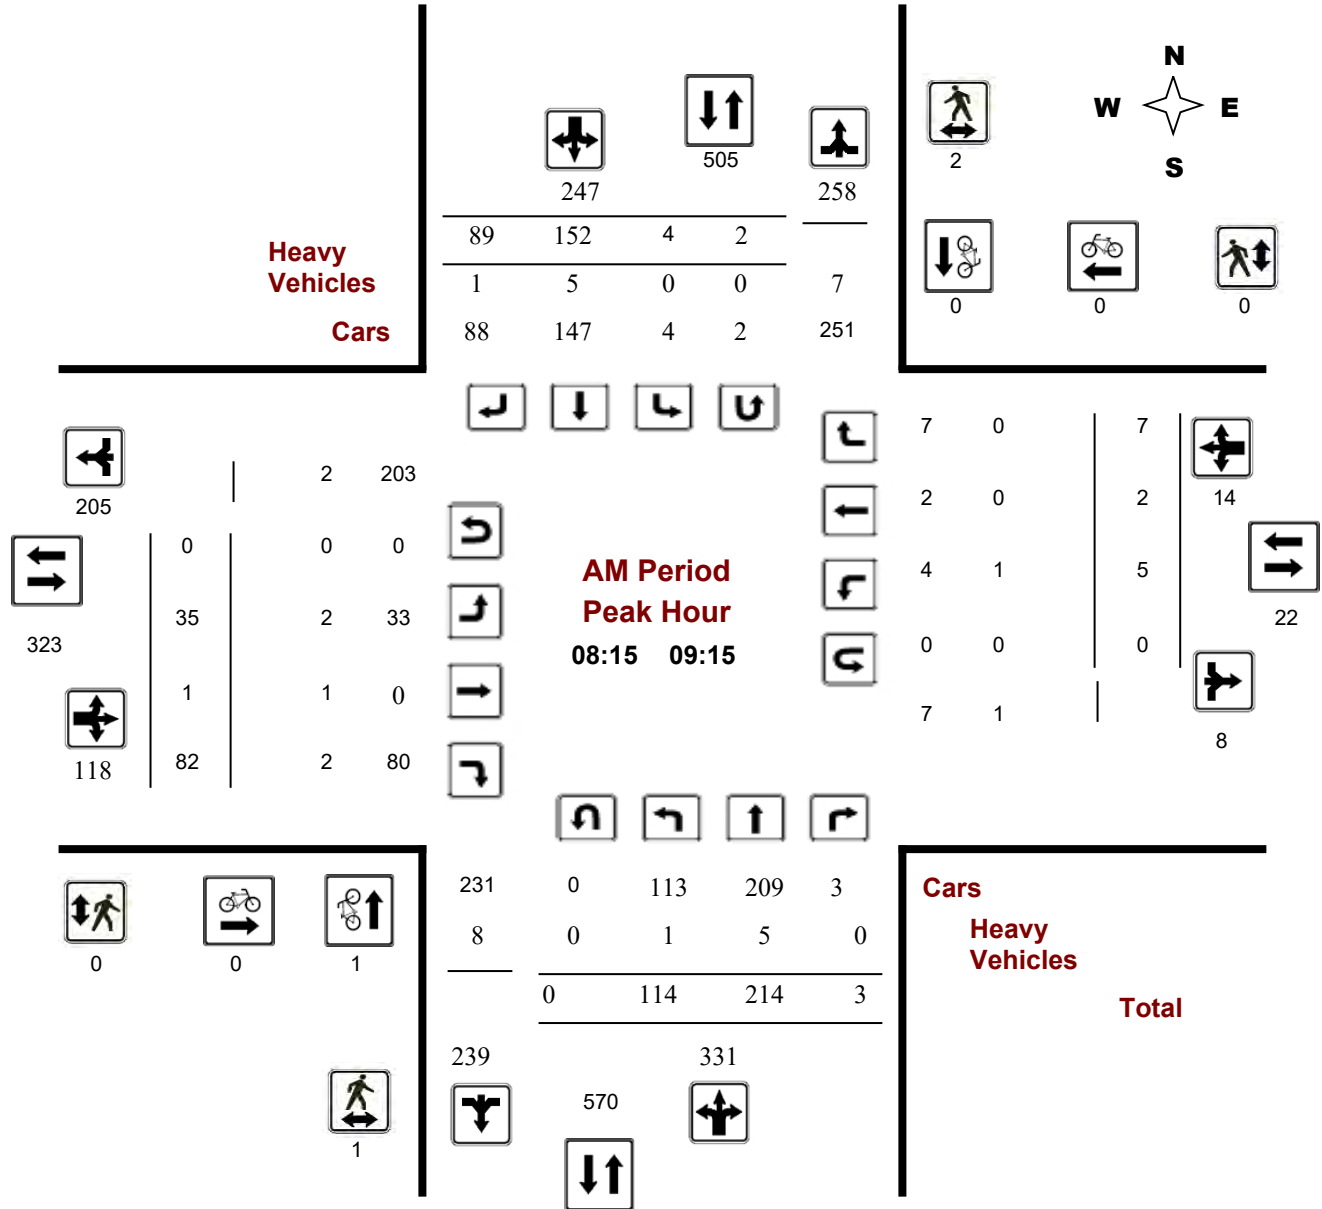 N
W E
S
505
2
247 258
89 152 4 2
Heavy
Vehicles
1 5 0 0 7
0 0 0
Cars 88 147 4 2 251
7 0 7
2 203
205
2 0 2 14
0 0 0
AM Period
4 1 5
Peak Hour
35 2 33
22
323
08:15 09:15
0 0 0
1 1 0
7 1
8
118 82 2 80
231 0 113 209 3 Cars
8 0 1 5 0 Heavy
Vehicles
0 0 1
0 114 214 3 Total
239 331
570
1